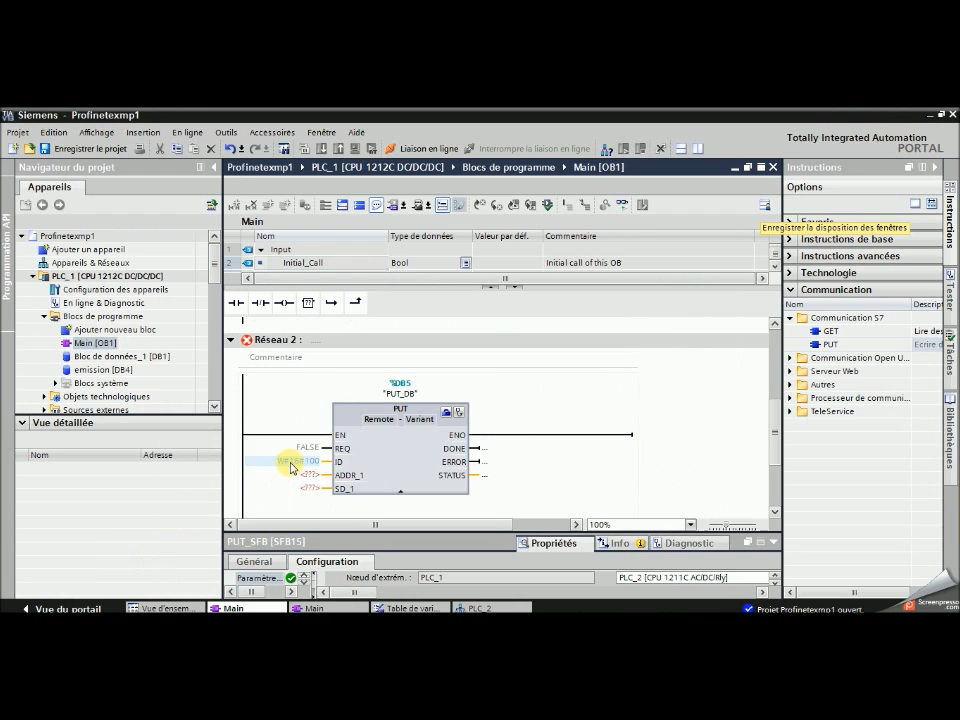 Siemens - Profinetexmp1
Projet Edition Affichage Insertion En ligne Outils Accessoires Fenêtre Aide
Totally Integrated Automation
PORTAL
Enregistrer le projet Liaison en ligne Interrompre la liaison en ligne
Navigateur du projet
Profinetexmp1 PLC_1 [CPU 1212C DC/DC/DC] Blocs de programme Main [OB1]
Instructions
Appareils
Options
Programmation API
Instructions
Tester
Tâches
Bibliothèques
Main
Favoris
Enregistrer la disposition des fenêtres
Nom Type de données Valeur par déf. Commentaire
1 Input
2 Initial_Call Bool Initial call of this OB
Instructions de base
Instructions avancées
Technologie
Communication
Nom Descript
Communication S7
GET Lire des
PUT Ecrire d
Communication Open U...
Serveur Web
Autres
Processeur de communi...
TeleService
Profinetexmp1
Ajouter un appareil
Appareils & Réseaux
PLC_1 [CPU 1212C DC/DC/DC]
Configuration des appareils
En ligne & Diagnostic
Blocs de programme
Ajouter nouveau bloc
Main [OB1]
Bloc de données_1 [DB1]
emission [DB4]
Blocs système
Objets technologiques
Sources externes
Vue détaillée
Nom Adresse
Réseau 2 : .....
Commentaire
%DB5
"PUT_DB"
PUT
Remote - Variant
EN ENO
FALSE REQ DONE ...
W#16#100 ID ERROR ...
<???> ADDR_1 STATUS ...
<???> SD_1
100%
PUT_SFB [SFB15]
Propriétés Info Diagnostic
Général Configuration
Paramètre... Nœud d'extrém. : PLC_1 PLC_2 [CPU 1211C AC/DC/Rly]
Vue du portail Vue d'ensem... Main Main Table de vari... PLC_2
Projet Profinetexmp1 ouvert.
Screenpresso
.com